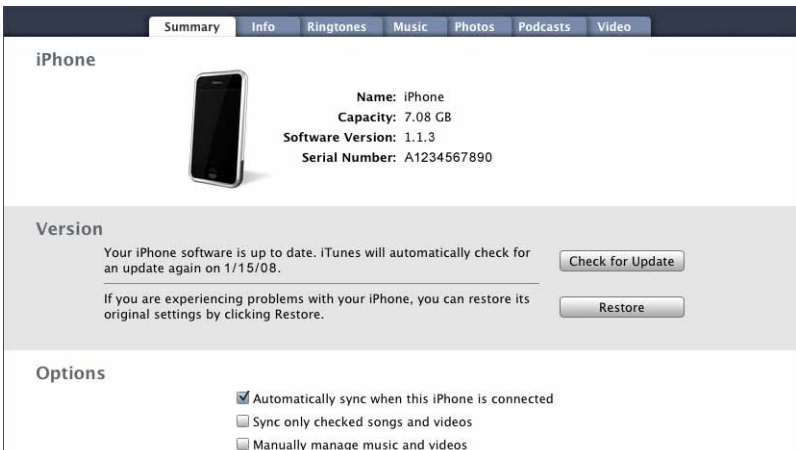 Summary Info Ringtones Music Photos Podcasts Video
iPhone
Name: iPhone
Capacity: 7.08 GB
Software Version: 1.1.3
Serial Number: A1234567890
Version
Your iPhone software is up to date. iTunes will automatically check for
an update again on 1/15/08.
Check for Update
If you are experiencing problems with your iPhone, you can restore its
original settings by clicking Restore.
Restore
Options
Automatically sync when this iPhone is connected
Sync only checked songs and videos
Manually manage music and videos